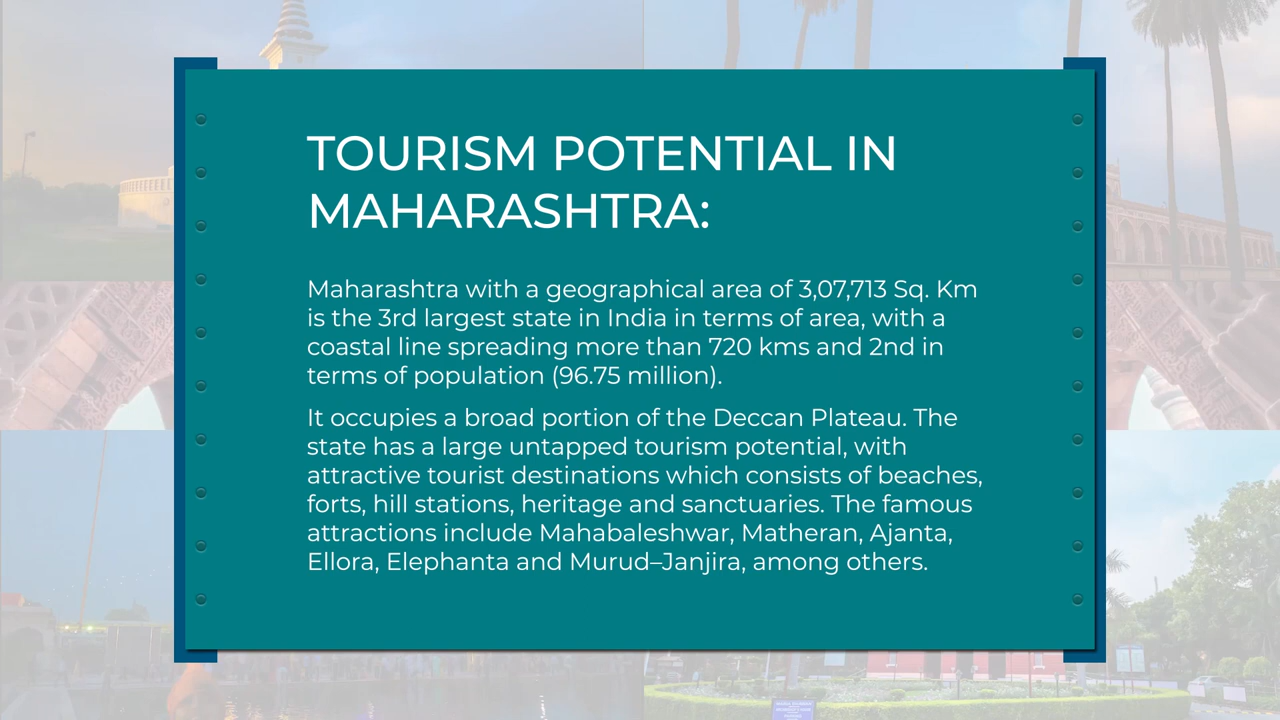 TOURISM POTENTIAL IN
MAHARASHTRA:
Maharashtra with a geographical area of 3,07,713 Sq. Km
is the 3rd largest state in India in terms of area, with a
coastal line spreading more than 720 kms and 2nd in
terms of population (96.75 million).
It occupies a broad portion of the Deccan Plateau. The
state has a large untapped tourism potential, with
attractive tourist destinations which consists of beaches,
forts, hill stations, heritage and sanctuaries. The famous
attractions include Mahabaleshwar, Matheran, Ajanta,
Ellora, Elephanta and Murud–Janjira, among others.